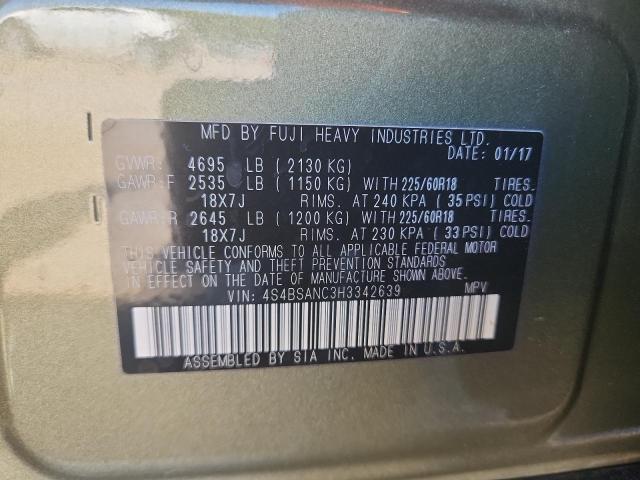 MFD BY FUJI HEAVY INDUSTRIES LTD.
DATE: 01/17
GVWR: 4695 LB ( 2130 KG)
GAWR:F 2535 LB ( 1150 KG) WITH 225/60R18 TIRES.
18X7J RIMS. AT 240 KPA ( 35 PSI) COLD
GAWR:R 2645 LB ( 1200 KG) WITH 225/60R18 TIRES.
18X7J RIMS. AT 230 KPA ( 33 PSI) COLD
THIS VEHICLE CONFORMS TO ALL APPLICABLE FEDERAL MOTOR
VEHICLE SAFETY AND THEFT PREVENTION STANDARDS
IN EFFECT ON THE DATE OF MANUFACTURE SHOWN ABOVE.
VIN: 4S4BSANC3H3342639 MPV
ASSEMBLED BY SIA INC. MADE IN U.S.A.